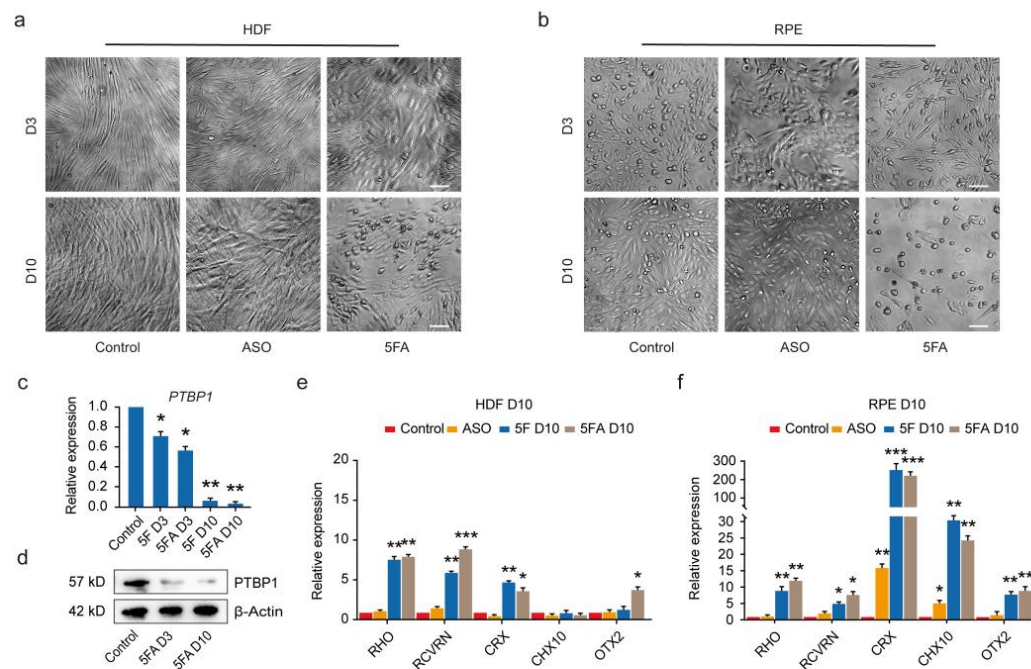 a
HDF
D3
D10
Control ASO 5FA
b
RPE
D3
D10
Control ASO 5FA
c
PTBP1
Relative expression
1.0
0.8
0.6
0.4
0.2
0.0
* * ** **
Control 5F D3 5FA D3 5F D10 5FA D10
d
57 kD PTBP1
42 kD β-Actin
Control 5FA D3 5FA D10
e
HDF D10
Control ASO 5F D10 5FA D10
Relative expression
20
15
10
5
0
** ** ** *** ** * *
RHO RCVRN CRX CHX10 OTX2
f
RPE D10
Control ASO 5F D10 5FA D10
Relative expression
300
200
100
30
25
20
15
10
5
0
** ** * * ** *** *** * ** ** ** **
RHO RCVRN CRX CHX10 OTX2